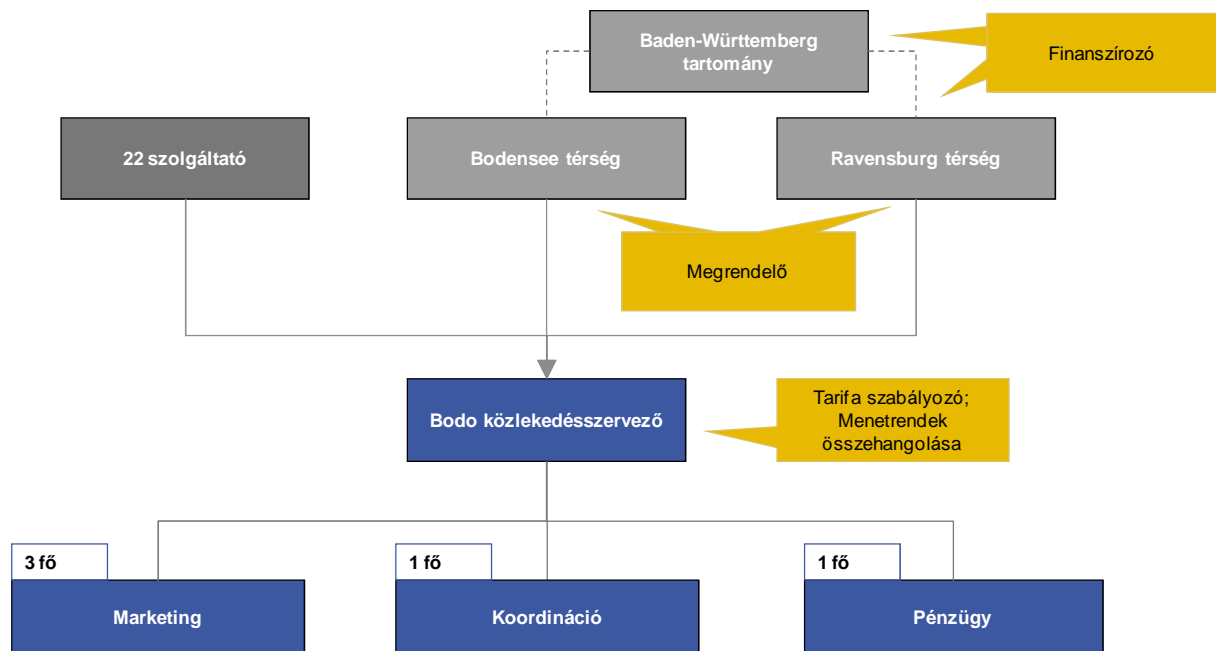 Baden-Württemberg
tartomány
Finanszírozó
22 szolgáltató
Bodensee térség
Ravensburg térség
Megrendelő
Bodo közlekedésszervező
Tarifa szabályozó;
Menetrendek
összehangolása
3 fő
1 fő
1 fő
Marketing
Koordináció
Pénzügy